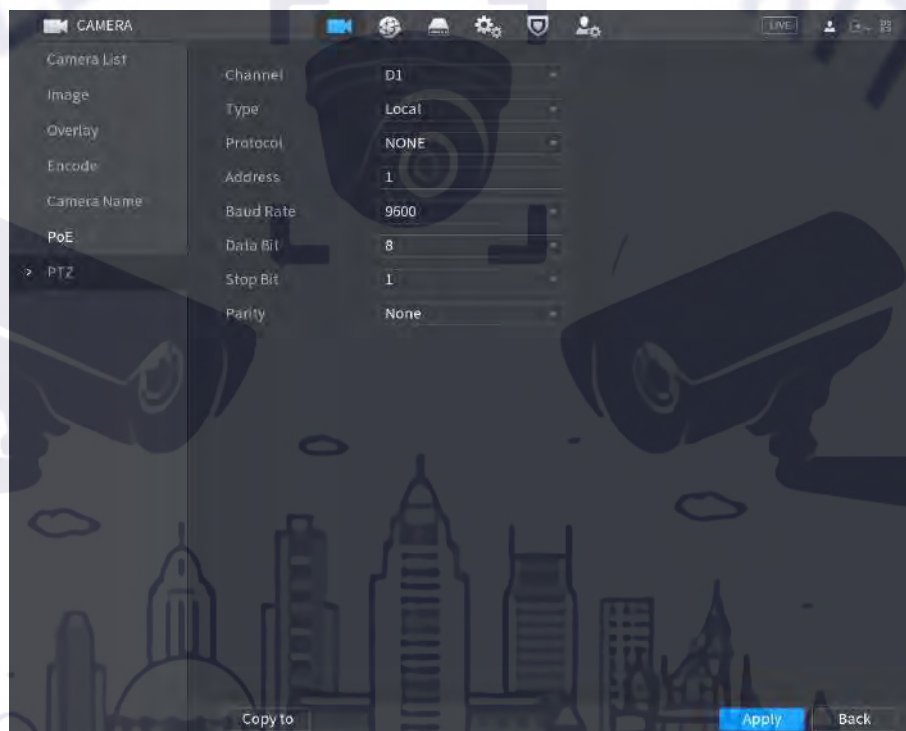 CAMERA
LIVE
Camera List
Image
Overlay
Encode
Camera Name
PoE
> PTZ
Channel D1
Type Local
Protocol NONE
Address 1
Baud Rate 9600
Data Bit 8
Stop Bit 1
Parity None
Copy to
Apply
Back